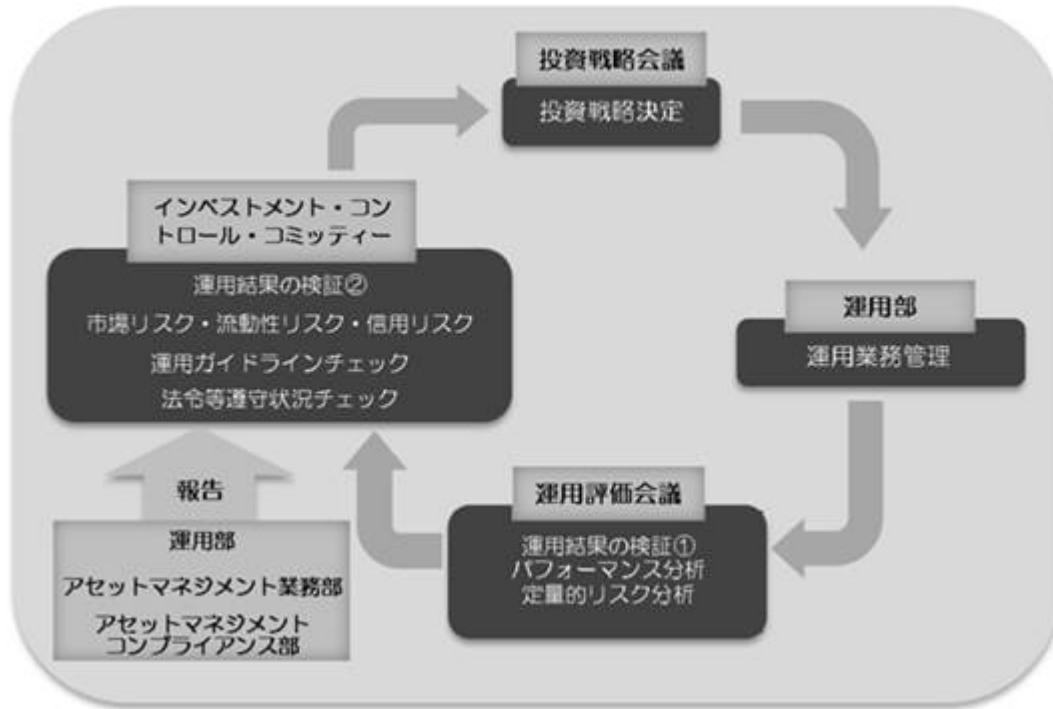 投資戦略会議
投資戦略決定
運用部
運用業務管理
運用評価会議
運用結果の検証①
パフォーマンス分析
定量的リスク分析
インベストメント・コン
トロール・コミッティー
運用結果の検証②
市場リスク・流動性リスク・信用リスク
運用ガイドラインチェック
法令等遵守状況チェック
報告
運用部
アセットマネジメント業務部
アセットマネジメント
コンプライアンス部